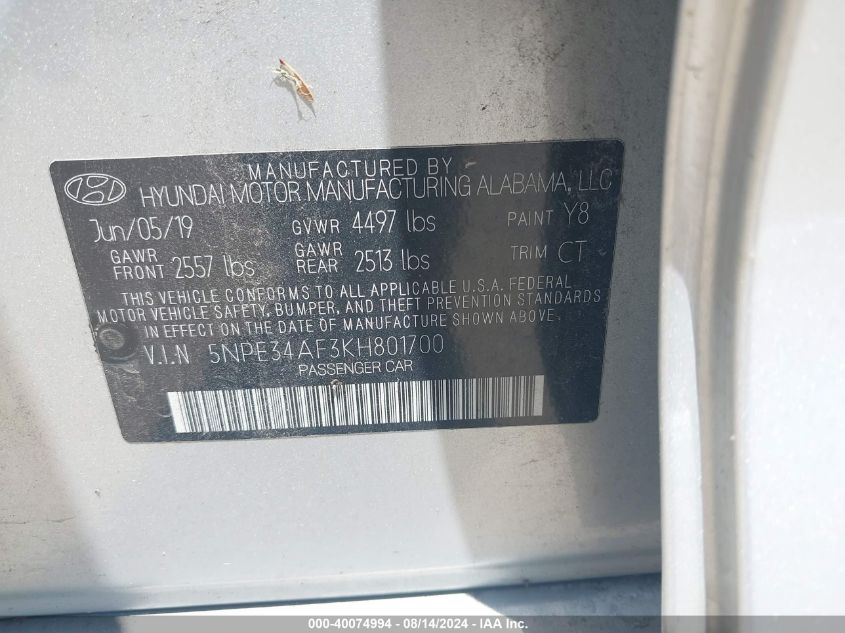 MANUFACTURED BY
HYUNDAI MOTOR MANUFACTURING ALABAMA, LLC
Jun/05/19 GVWR 4497 lbs PAINT Y8
GAWR FRONT 2557 lbs GAWR REAR 2513 lbs TRIM CT
THIS VEHICLE CONFORMS TO ALL APPLICABLE U.S.A. FEDERAL
MOTOR VEHICLE SAFETY, BUMPER, AND THEFT PREVENTION STANDARDS
IN EFFECT ON THE DATE OF MANUFACTURE SHOWN ABOVE.
V.I.N 5NPE34AF3KH801700
PASSENGER CAR
000-40074994 - 08/14/2024 - IAAI.com